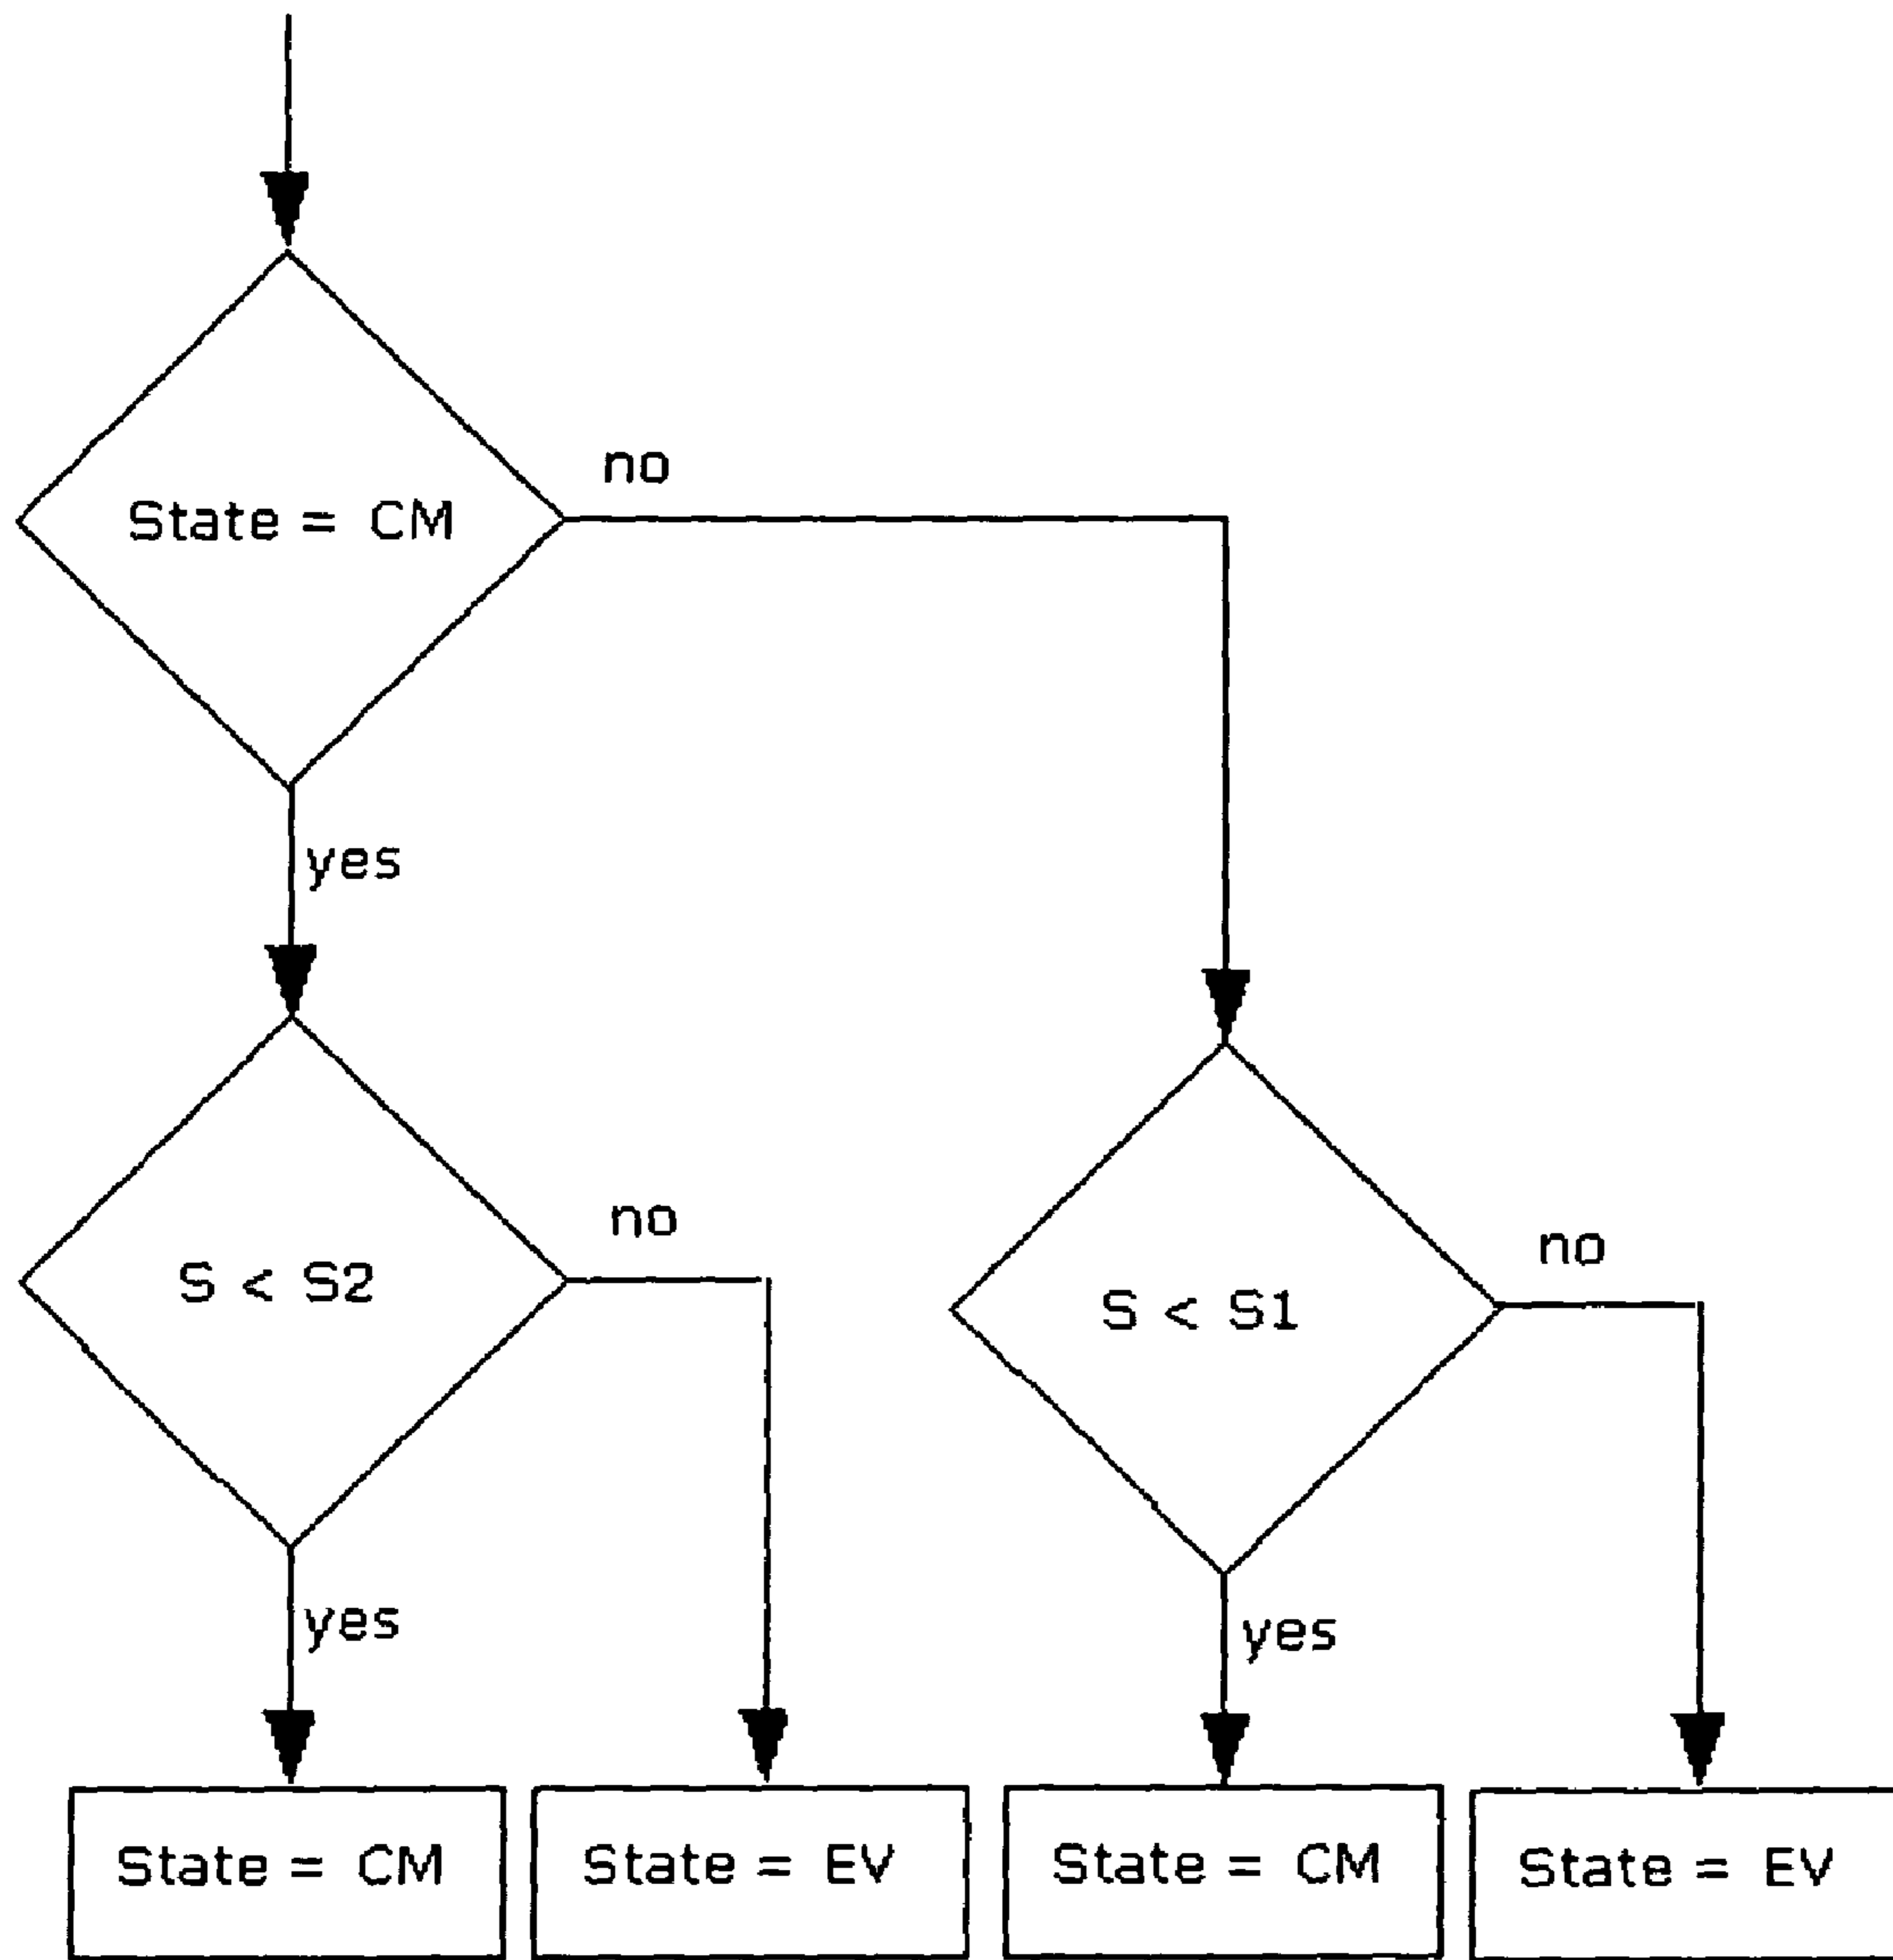 no
State = CM
yes
no
S < S2
no
S < S1
yes
yes
State = CM
State = EV
State = CM
State = EV